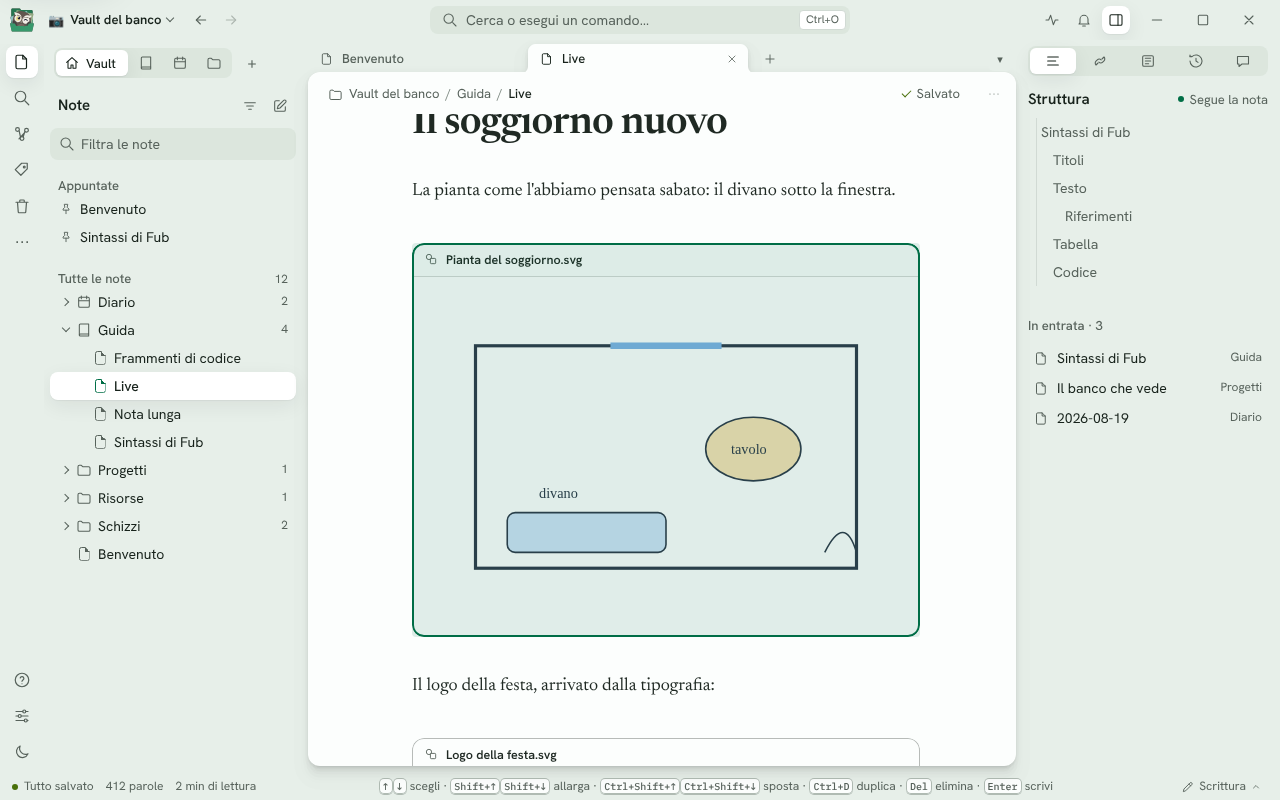 Vault del banco
Cerca o esegui un comando…
Ctrl+O
Vault
Benvenuto
Live
Note
Filtra le note
Appuntate
Benvenuto
Sintassi di Fub
Tutte le note 12
Diario 2
Guida 4
Frammenti di codice
Live
Nota lunga
Sintassi di Fub
Progetti 1
Risorse 1
Schizzi 2
Benvenuto
Vault del banco / Guida / Live
Salvato
Il soggiorno nuovo
La pianta come l'abbiamo pensata sabato: il divano sotto la finestra.
Pianta del soggiorno.svg
tavolo
divano
Il logo della festa, arrivato dalla tipografia:
Logo della festa.svg
Struttura
Segue la nota
Sintassi di Fub
Titoli
Testo
Riferimenti
Tabella
Codice
In entrata · 3
Sintassi di Fub Guida
Il banco che vede Progetti
2026-08-19 Diario
Tutto salvato 412 parole 2 min di lettura
↑ ↓ scegli · Shift+↑ Shift+↓ allarga · Ctrl+Shift+↑ Ctrl+Shift+↓ sposta · Ctrl+D duplica · Del elimina · Enter scrivi
Scrittura